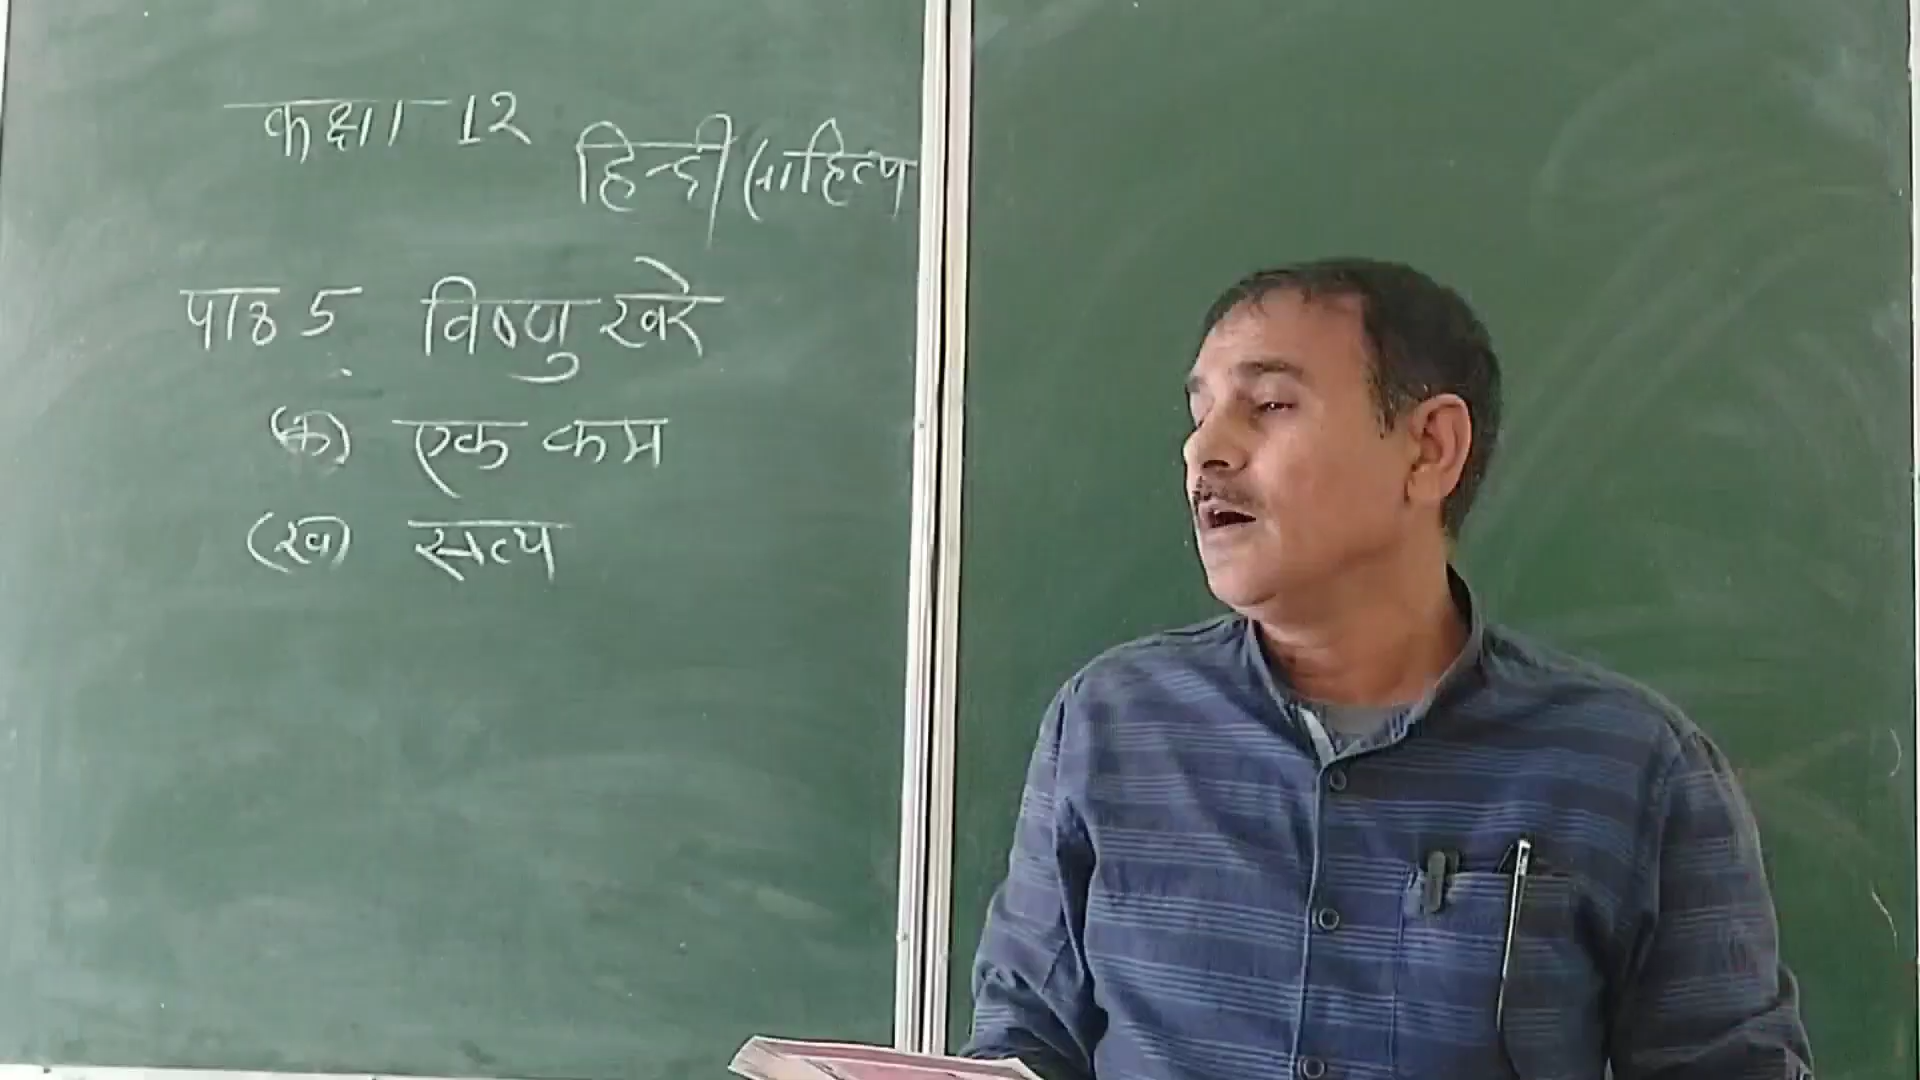 कक्षा 12
हिन्दी साहित्य
पाठ 5 विष्णु खरे
(क) एक कम
(ख) सत्य